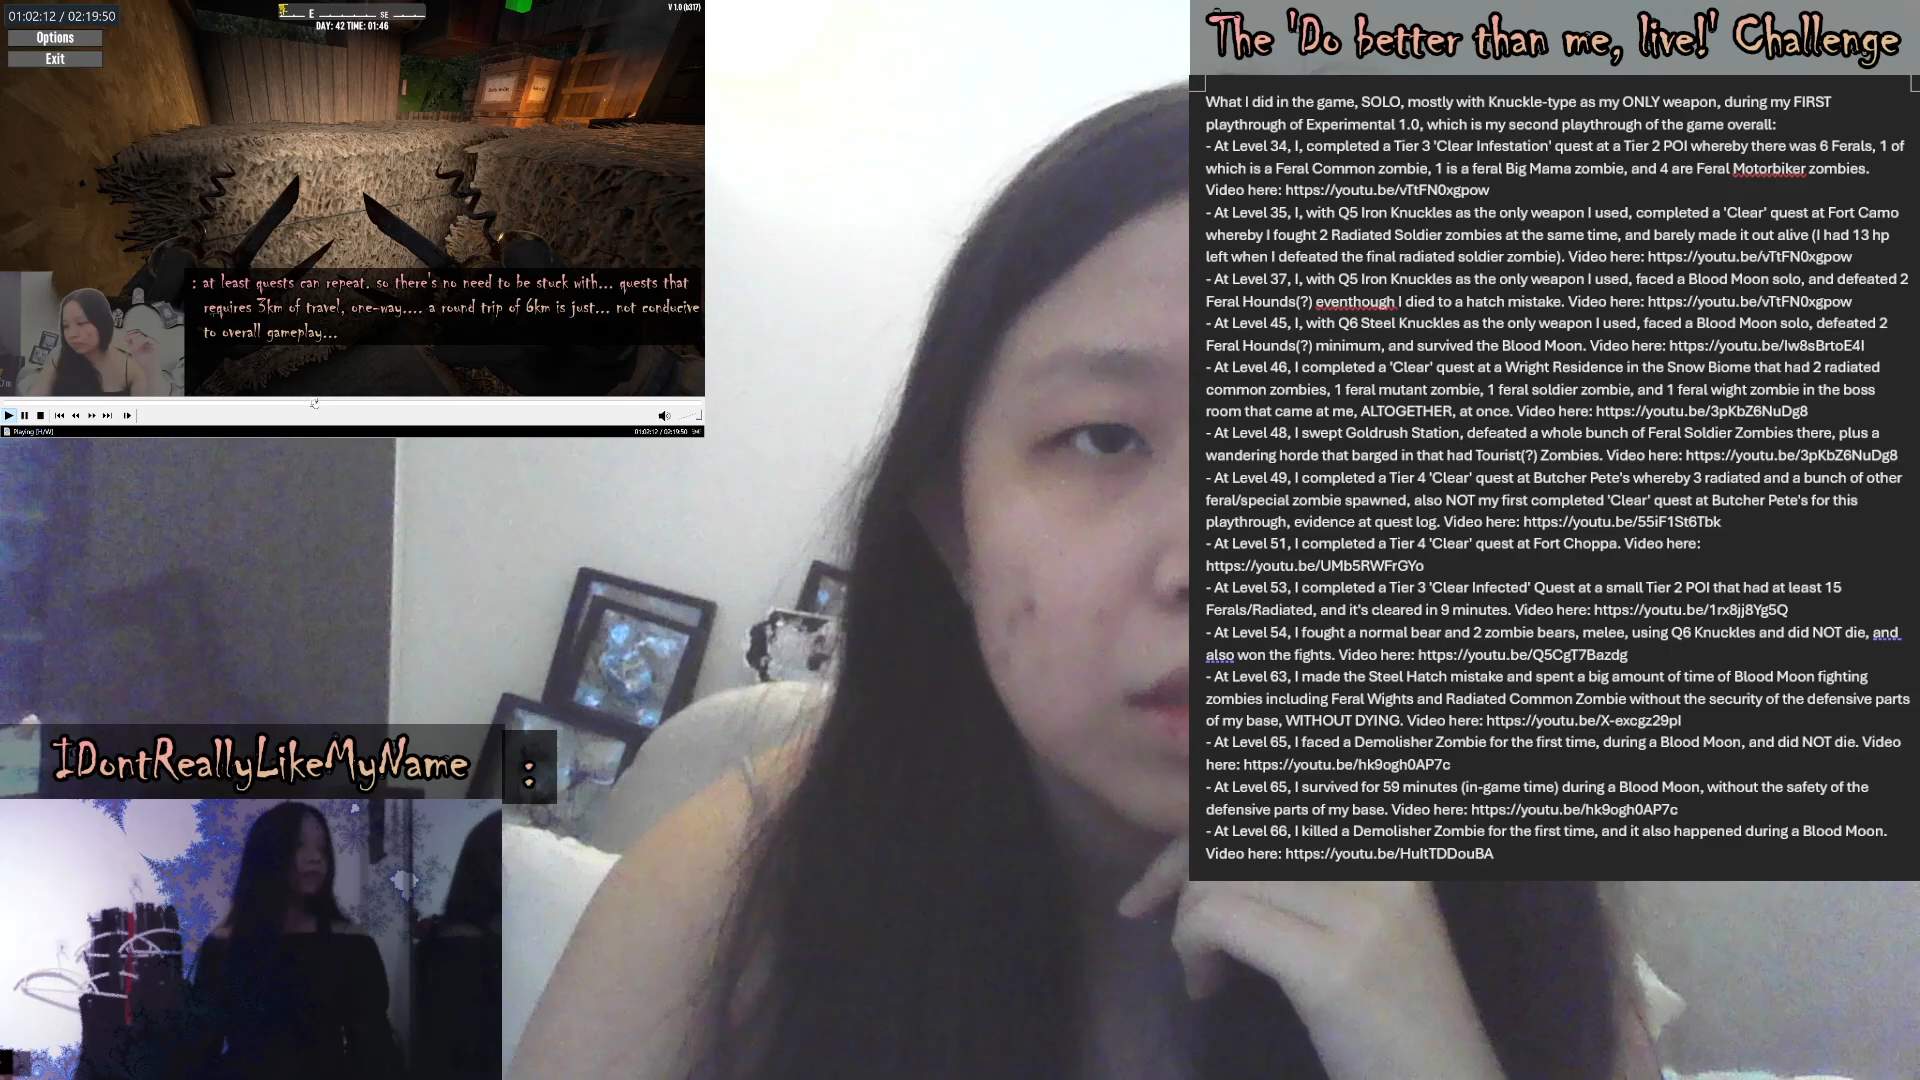 01:02:12 / 02:19:50
Options
Exit
E
SE
DAY: 42 TIME: 01:46
V 1.0 (b317)
: at least quests can repeat. so there's no need to be stuck with... quests that
requires 3km of travel, one-way.... a round trip of 6km is just... not conducive
to overall gameplay...
Playing [H/W]
01:02:12 / 02:19:50
IDontReallyLikeMyName
:
The 'Do better than me, live!' Challenge
What I did in the game, SOLO, mostly with Knuckle-type as my ONLY weapon, during my FIRST
playthrough of Experimental 1.0, which is my second playthrough of the game overall:
- At Level 34, I, completed a Tier 3 'Clear Infestation' quest at a Tier 2 POI whereby there was 6 Ferals, 1 of
which is a Feral Common zombie, 1 is a feral Big Mama zombie, and 4 are Feral Motorbiker zombies.
Video here: https://youtu.be/vTtFN0xgpow
- At Level 35, I, with Q5 Iron Knuckles as the only weapon I used, completed a 'Clear' quest at Fort Camo
whereby I fought 2 Radiated Soldier zombies at the same time, and barely made it out alive (I had 13 hp
left when I defeated the final radiated soldier zombie). Video here: https://youtu.be/vTtFN0xgpow
- At Level 37, I, with Q5 Iron Knuckles as the only weapon I used, faced a Blood Moon solo, and defeated 2
Feral Hounds(?) eventhough I died to a hatch mistake. Video here: https://youtu.be/vTtFN0xgpow
- At Level 45, I, with Q6 Steel Knuckles as the only weapon I used, faced a Blood Moon solo, defeated 2
Feral Hounds(?) minimum, and survived the Blood Moon. Video here: https://youtu.be/Iw8sBrtoE4I
- At Level 46, I completed a 'Clear' quest at a Wright Residence in the Snow Biome that had 2 radiated
common zombies, 1 feral mutant zombie, 1 feral soldier zombie, and 1 feral wight zombie in the boss
room that came at me, ALTOGETHER, at once. Video here: https://youtu.be/3pKbZ6NuDg8
- At Level 48, I swept Goldrush Station, defeated a whole bunch of Feral Soldier Zombies there, plus a
wandering horde that barged in that had Tourist(?) Zombies. Video here: https://youtu.be/3pKbZ6NuDg8
- At Level 49, I completed a Tier 4 'Clear' quest at Butcher Pete's whereby 3 radiated and a bunch of other
feral/special zombie spawned, also NOT my first completed 'Clear' quest at Butcher Pete's for this
playthrough, evidence at quest log. Video here: https://youtu.be/55iF1St6Tbk
- At Level 51, I completed a Tier 4 'Clear' quest at Fort Choppa. Video here:
https://youtu.be/UMb5RWFrGYo
- At Level 53, I completed a Tier 3 'Clear Infected' Quest at a small Tier 2 POI that had at least 15
Ferals/Radiated, and it's cleared in 9 minutes. Video here: https://youtu.be/1rx8jj8Yg5Q
- At Level 54, I fought a normal bear and 2 zombie bears, melee, using Q6 Knuckles and did NOT die, and
also won the fights. Video here: https://youtu.be/Q5CgT7Bazdg
- At Level 63, I made the Steel Hatch mistake and spent a big amount of time of Blood Moon fighting
zombies including Feral Wights and Radiated Common Zombie without the security of the defensive parts
of my base, WITHOUT DYING. Video here: https://youtu.be/X-excgz29pI
- At Level 65, I faced a Demolisher Zombie for the first time, during a Blood Moon, and did NOT die. Video
here: https://youtu.be/hk9ogh0AP7c
- At Level 65, I survived for 59 minutes (in-game time) during a Blood Moon, without the safety of the
defensive parts of my base. Video here: https://youtu.be/hk9ogh0AP7c
- At Level 66, I killed a Demolisher Zombie for the first time, and it also happened during a Blood Moon.
Video here: https://youtu.be/HuItTDDouBA